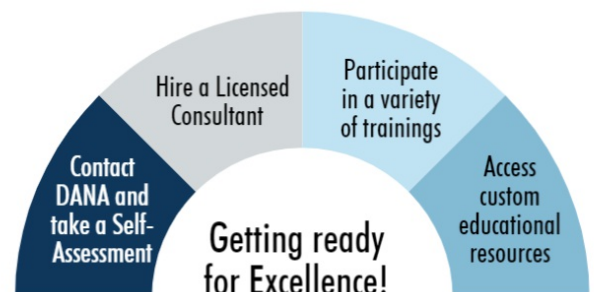 Contact
DANA and
take a Self-
Assessment
Hire a Licensed
Consultant
Participate
in a variety
of trainings
Access
custom
educational
resources
Getting ready
for Excellence!